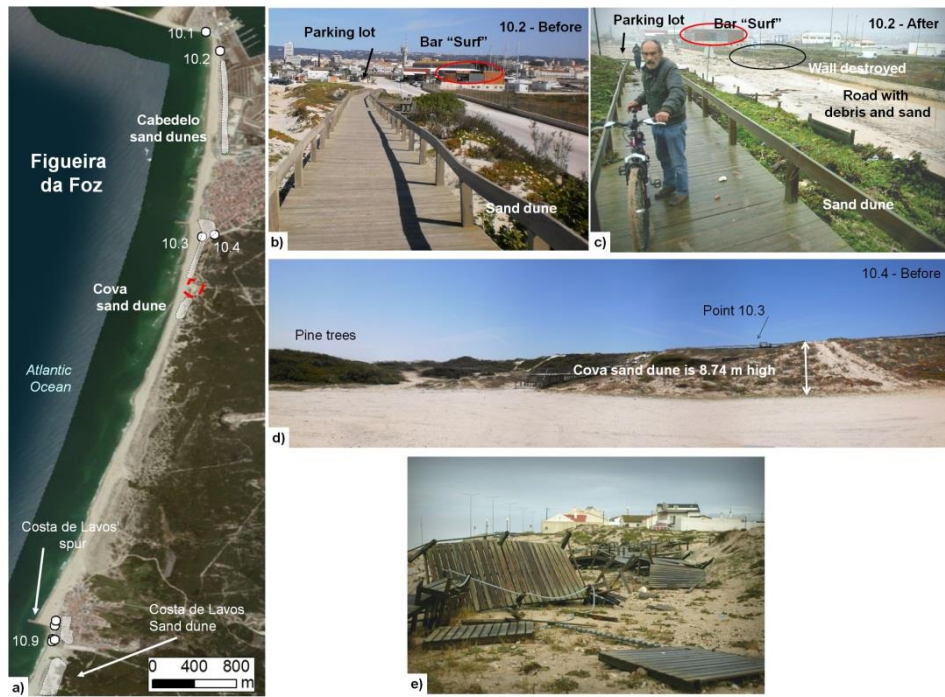 10.1
10.2
Cabedelo
sand dunes
Figueira
da Foz
10.3
10.4
Cova
sand dune
Atlantic
Ocean
Costa de Lavos
spur
Costa de Lavos
Sand dune
10.9
0 400 800
m
a)
10.2 - Before
Parking lot
Bar “Surf”
Sand dune
b)
10.2 - After
Parking lot
Bar “Surf”
Wall destroyed
Road with
debris and sand
Sand dune
c)
10.4 - Before
Point 10.3
Pine trees
Cova sand dune is 8.74 m high
d)
e)